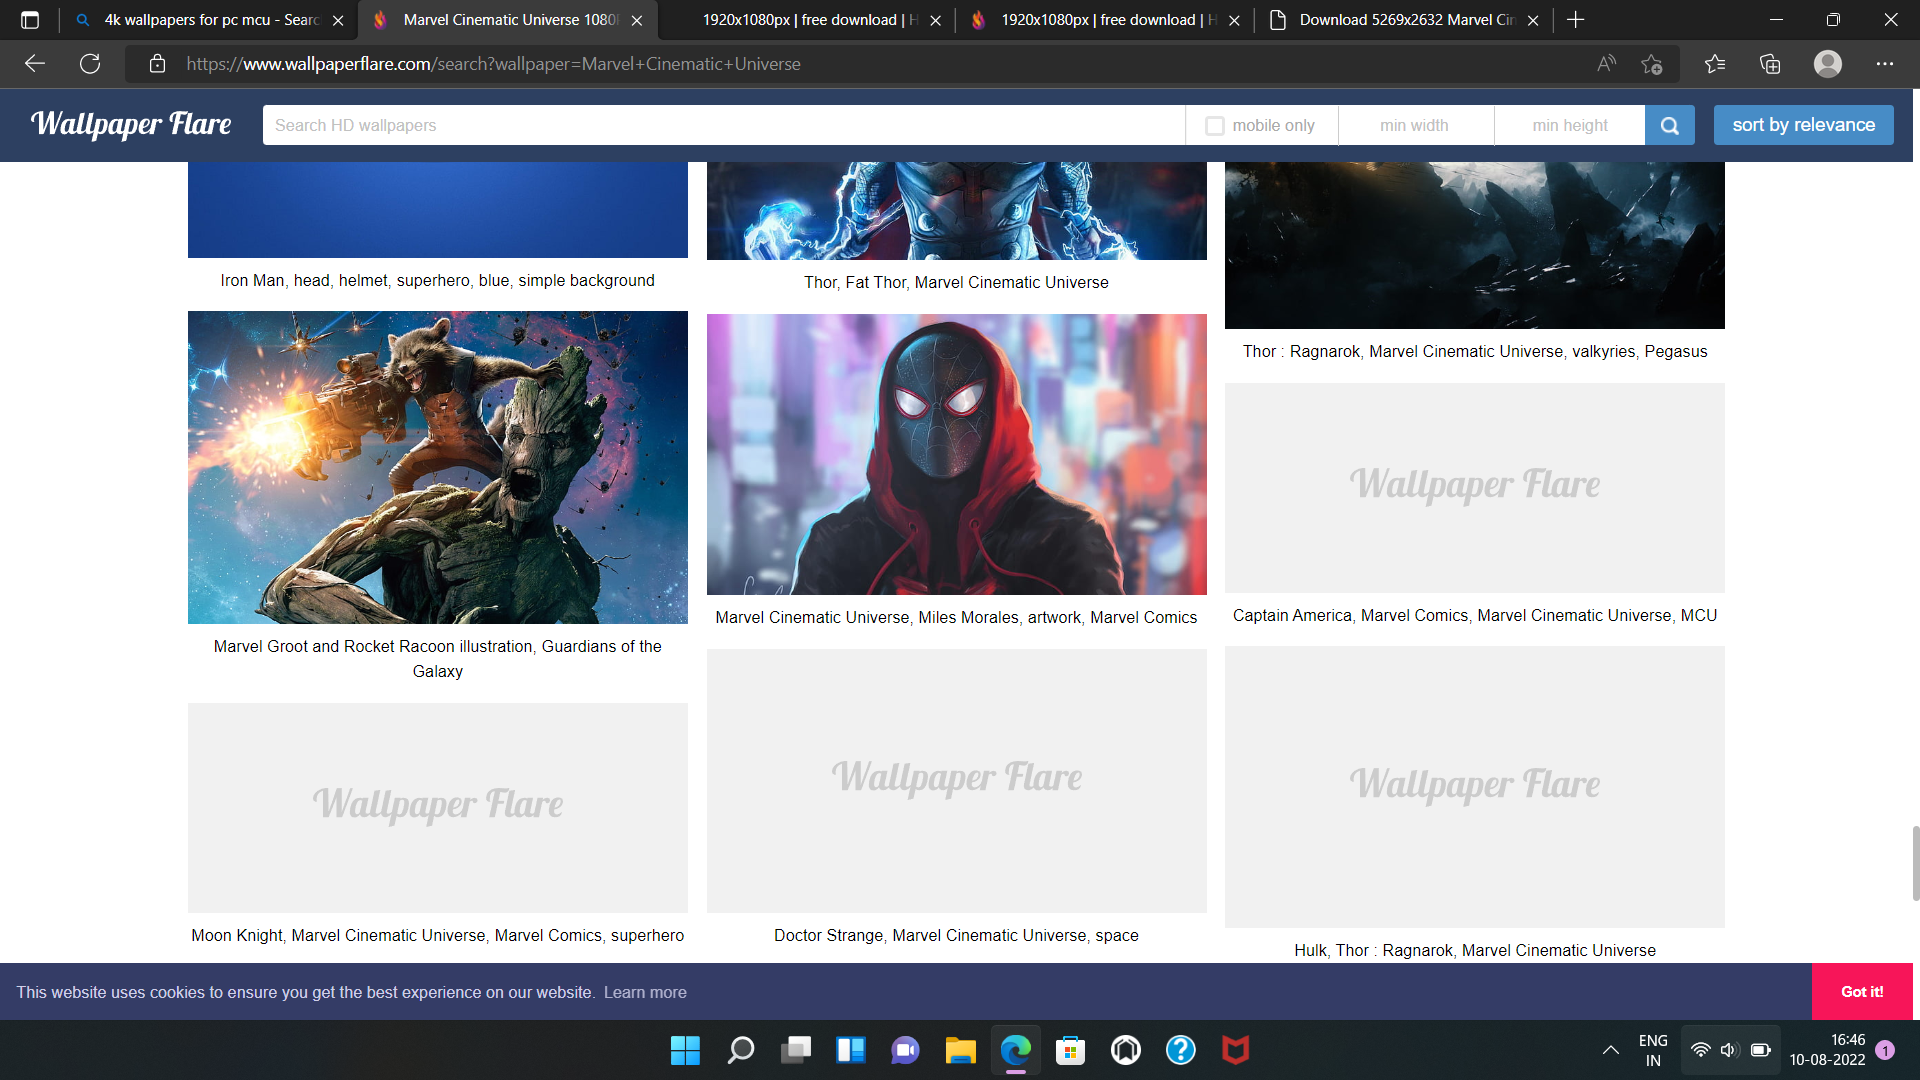 4k wallpapers for pc mcu - Searc
Marvel Cinematic Universe 1080
1920x1080px | free download | H
1920x1080px | free download | H
Download 5269x2632 Marvel Cin
https://www.wallpaperflare.com/search?wallpaper=Marvel+Cinematic+Universe
Wallpaper Flare
Search HD wallpapers
mobile only
min width
min height
sort by relevance
Iron Man, head, helmet, superhero, blue, simple background
Thor, Fat Thor, Marvel Cinematic Universe
Thor : Ragnarok, Marvel Cinematic Universe, valkyries, Pegasus
Wallpaper Flare
Marvel Cinematic Universe, Miles Morales, artwork, Marvel Comics
Captain America, Marvel Comics, Marvel Cinematic Universe, MCU
Marvel Groot and Rocket Racoon illustration, Guardians of the
Galaxy
Wallpaper Flare
Wallpaper Flare
Wallpaper Flare
Moon Knight, Marvel Cinematic Universe, Marvel Comics, superhero
Doctor Strange, Marvel Cinematic Universe, space
Hulk, Thor : Ragnarok, Marvel Cinematic Universe
This website uses cookies to ensure you get the best experience on our website. Learn more
Got it!
ENG
IN
16:46
10-08-2022
1